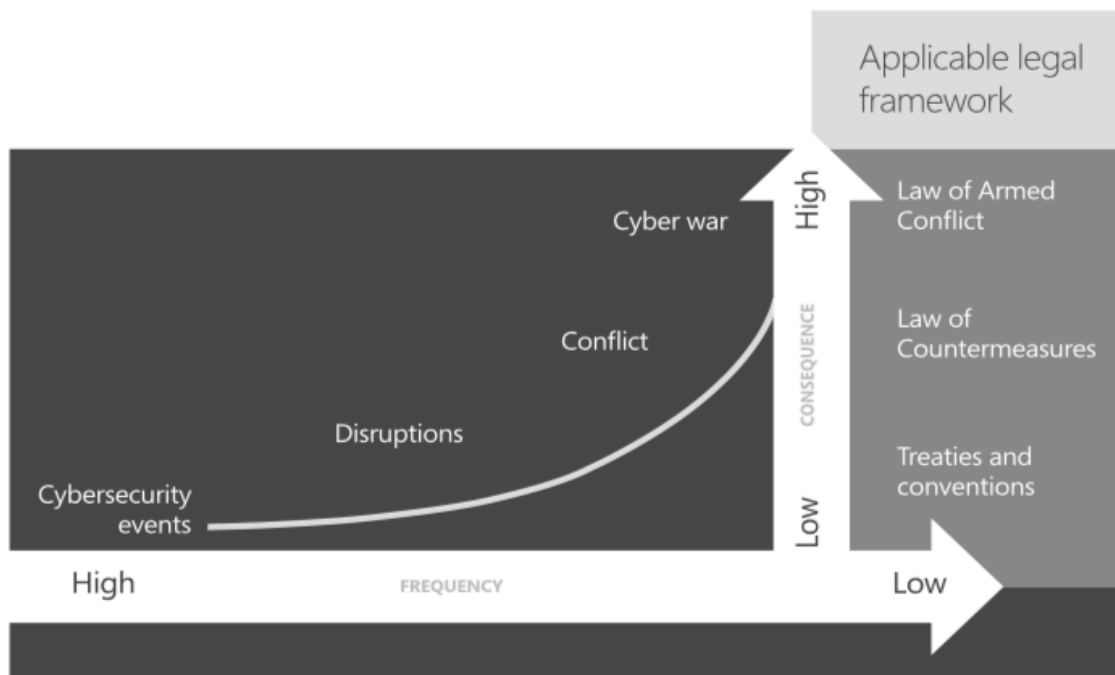 Applicable legal
framework
High
Law of Armed
Conflict
Cyber war
CONSEQUENCE
Law of
Countermeasures
Conflict
Disruptions
Treaties and
conventions
Cybersecurity
events
Low
High
FREQUENCY
Low